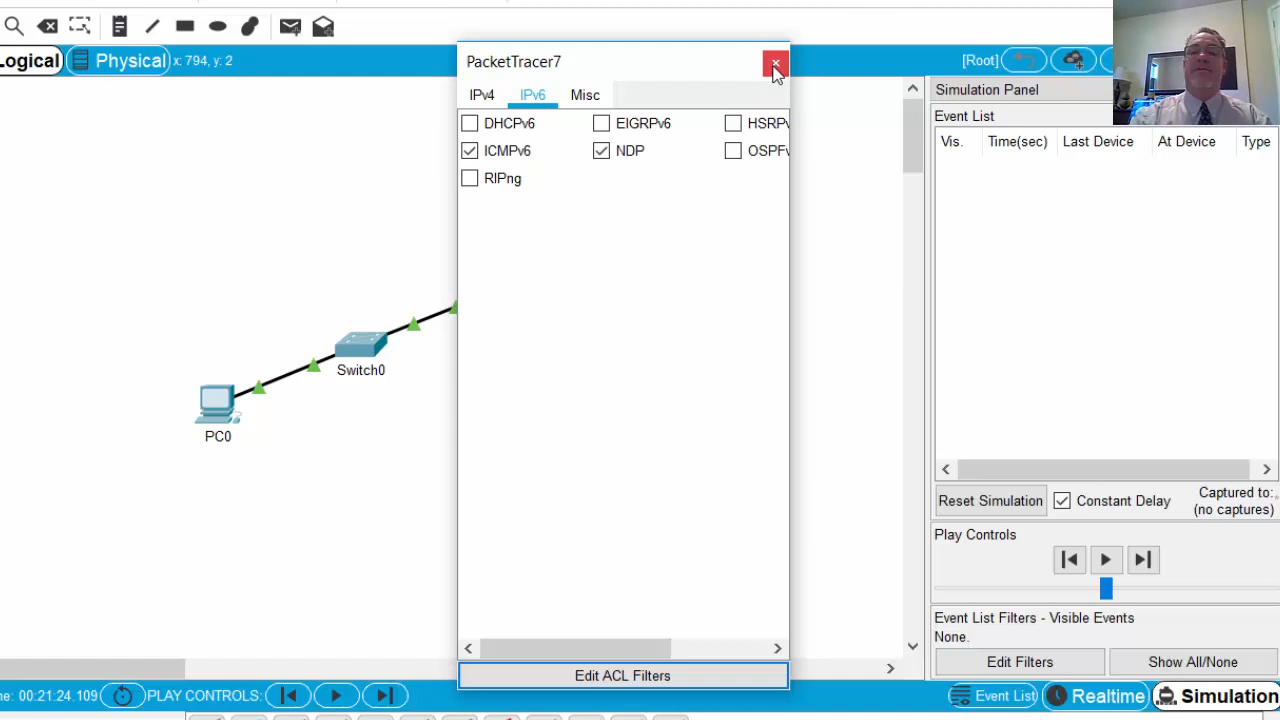 Logical
Physical
x: 794, y: 2
[Root]
PacketTracer7
IPv4
IPv6
Misc
DHCPv6
EIGRPv6
HSRPv
ICMPv6
NDP
OSPFv
RIPng
Edit ACL Filters
Switch0
PC0
Simulation Panel
Event List
Vis.
Time(sec)
Last Device
At Device
Type
Reset Simulation
Constant Delay
Captured to:
(no captures)
Play Controls
Event List Filters - Visible Events
None.
Edit Filters
Show All/None
ne: 00:21:24.109
PLAY CONTROLS:
Event List
Realtime
Simulation